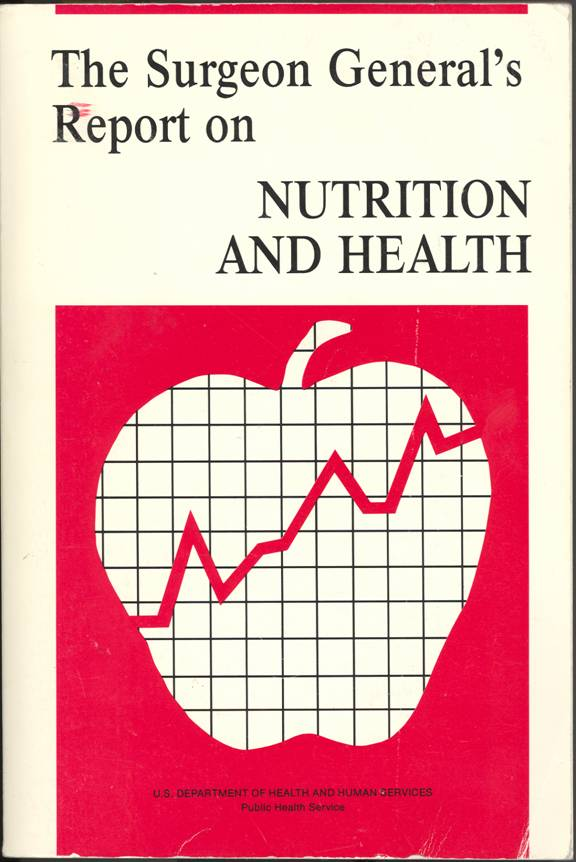 The Surgeon General's
Report on
NUTRITION
AND HEALTH
U.S. DEPARTMENT OF HEALTH AND HUMAN SERVICES
Public Health Service